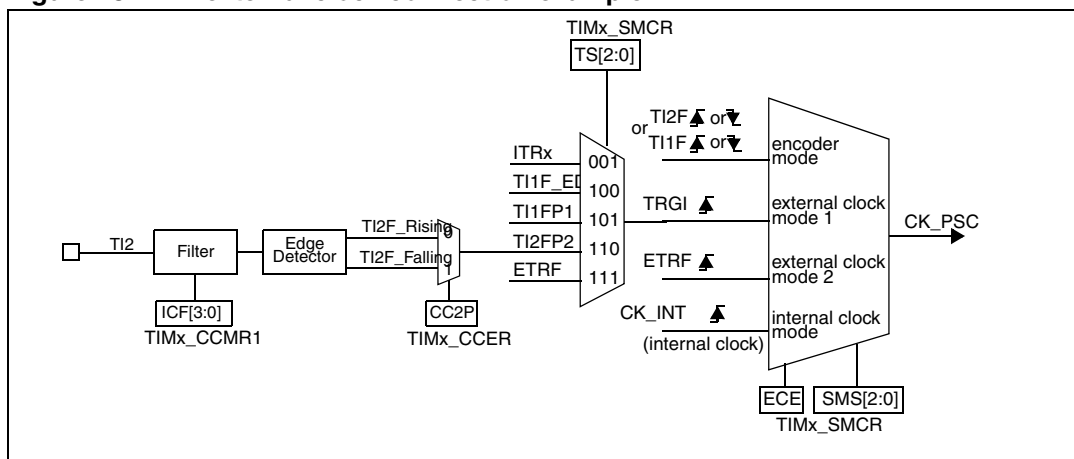 TIMx_SMCR
TS[2:0]
TI2F or
or TI1F or
encoder
mode
ITRx
001
TI1F_ED
100
TRGI
external clock
mode 1
CK_PSC
TI1FP1
101
TI2F_Rising
0
TI2FP2
110
TI2
Filter
Edge
Detector
TI2F_Falling
1
ETRF
111
ETRF
external clock
mode 2
ICF[3:0]
TIMx_CCMR1
CC2P
TIMx_CCER
CK_INT
(internal clock)
internal clock
mode
ECE
SMS[2:0]
TIMx_SMCR